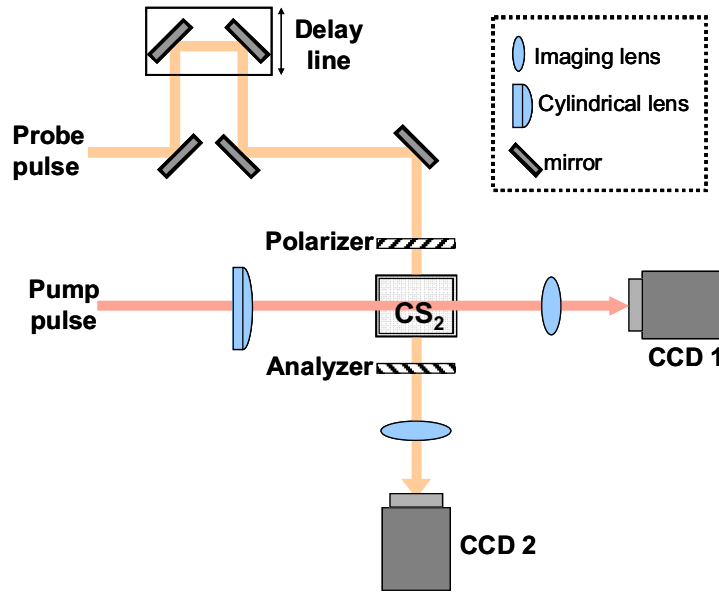 Delay
line
Imaging lens
Cylindrical lens
mirror
Probe
pulse
Polarizer
Pump
pulse
CS₂
CCD 1
Analyzer
CCD 2